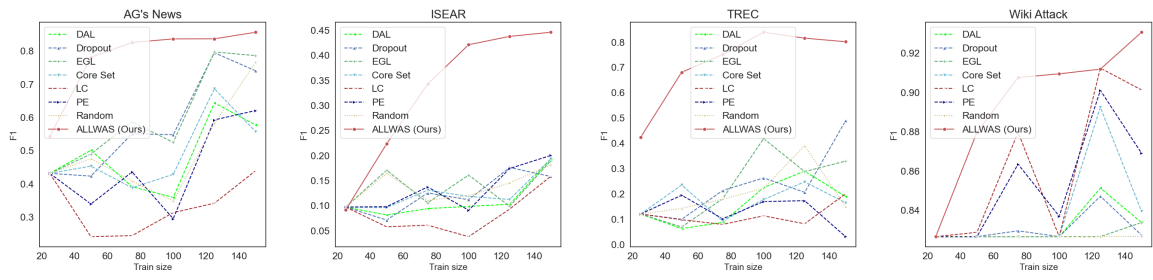 AG's News
F1
0.8
0.7
0.6
0.5
0.4
0.3
DAL
Dropout
EGL
Core Set
LC
PE
Random
ALLWAS (Ours)
20 40 60 80 100 120 140
Train size
ISEAR
F1
0.45
0.40
0.35
0.30
0.25
0.20
0.15
0.10
0.05
DAL
Dropout
EGL
Core Set
LC
PE
Random
ALLWAS (Ours)
20 40 60 80 100 120 140
Train size
TREC
F1
0.8
0.7
0.6
0.5
0.4
0.3
0.2
0.1
0.0
DAL
Dropout
EGL
Core Set
LC
PE
Random
ALLWAS (Ours)
20 40 60 80 100 120 140
Train size
Wiki Attack
F1
0.92
0.90
0.88
0.86
0.84
DAL
Dropout
EGL
Core Set
LC
PE
Random
ALLWAS (Ours)
20 40 60 80 100 120 140
Train size